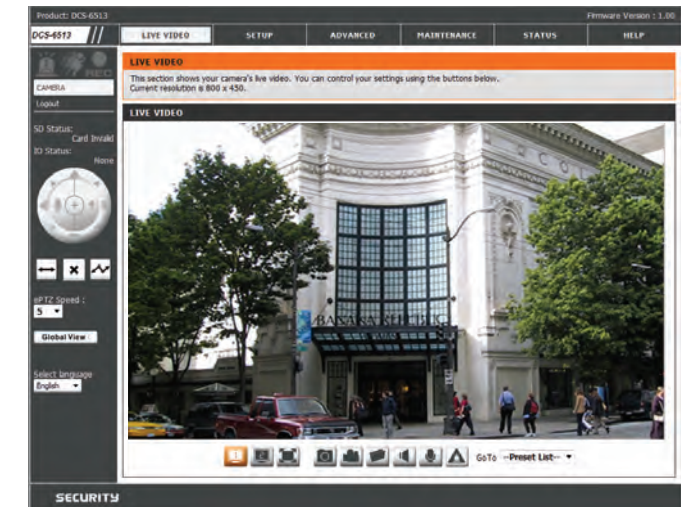 Product: DCS-6513
Firmware Version : 1.00
DCS-6513
LIVE VIDEO
SETUP
ADVANCED
MAINTENANCE
STATUS
HELP
REC
CAMERA
Logout
SD Status:
Card Invalid
IO Status:
None
ePTZ Speed :
5
Global View
Select language
English
LIVE VIDEO
This section shows your camera's live video. You can control your settings using the buttons below.
Current resolution is 800 x 450.
LIVE VIDEO
BANANA REPUBLIC
1
2
GoTo
--Preset List--
SECURITY